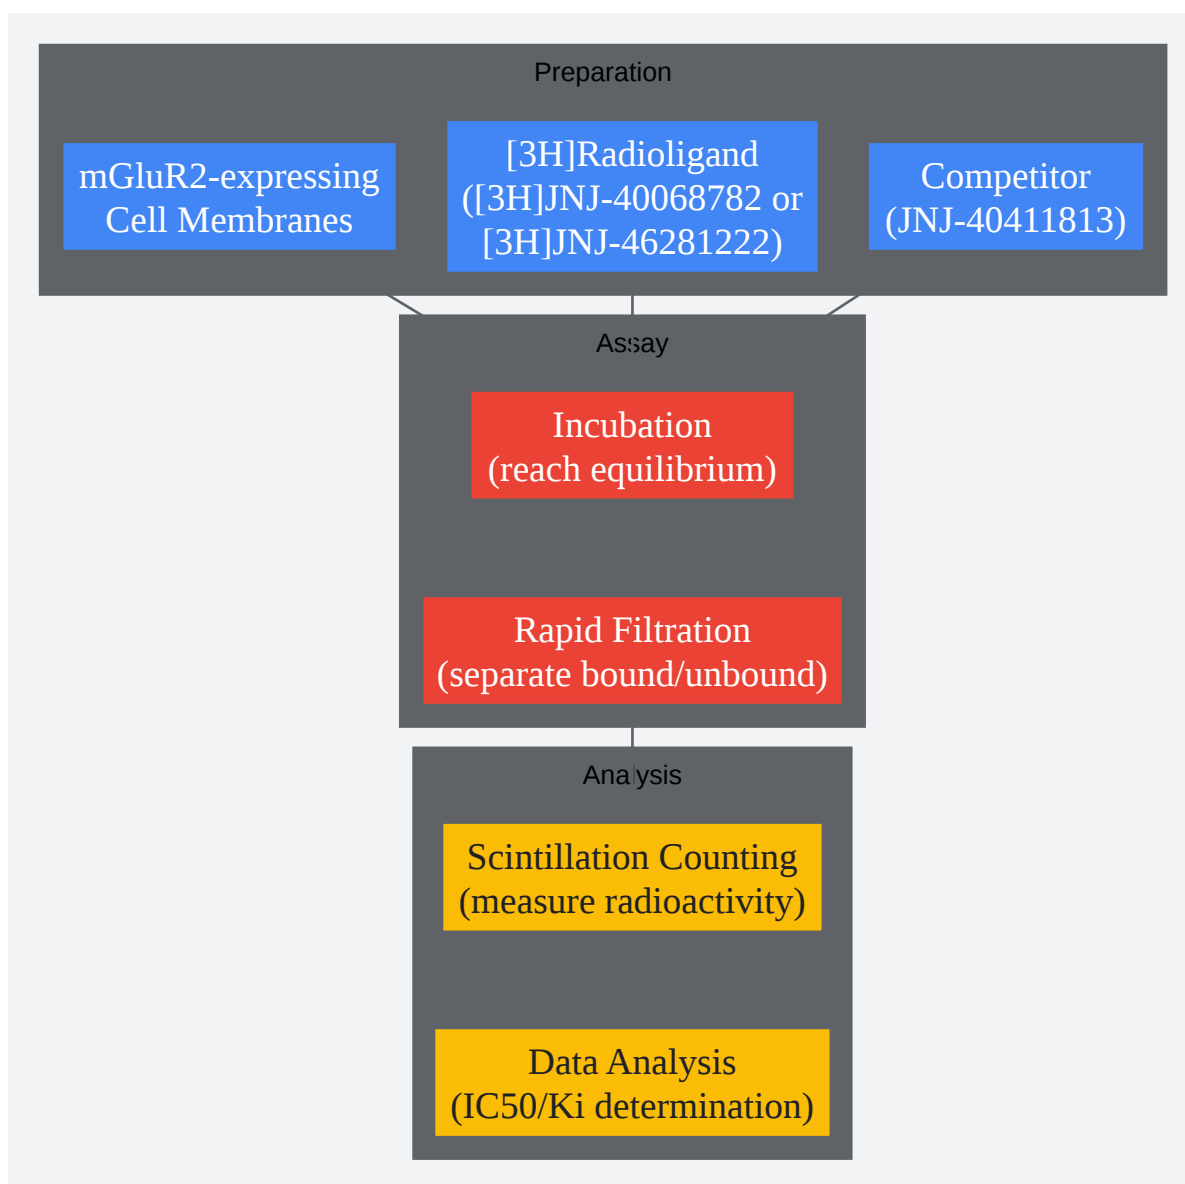 Preparation
mGluR2-expressing
Cell Membranes
[3H]Radioligand
([3H]JNJ-40068782 or
[3H]JNJ-46281222)
Competitor
(JNJ-40411813)
Assay
Incubation
(reach equilibrium)
Rapid Filtration
(separate bound/unbound)
Analysis
Scintillation Counting
(measure radioactivity)
Data Analysis
(IC50/Ki determination)